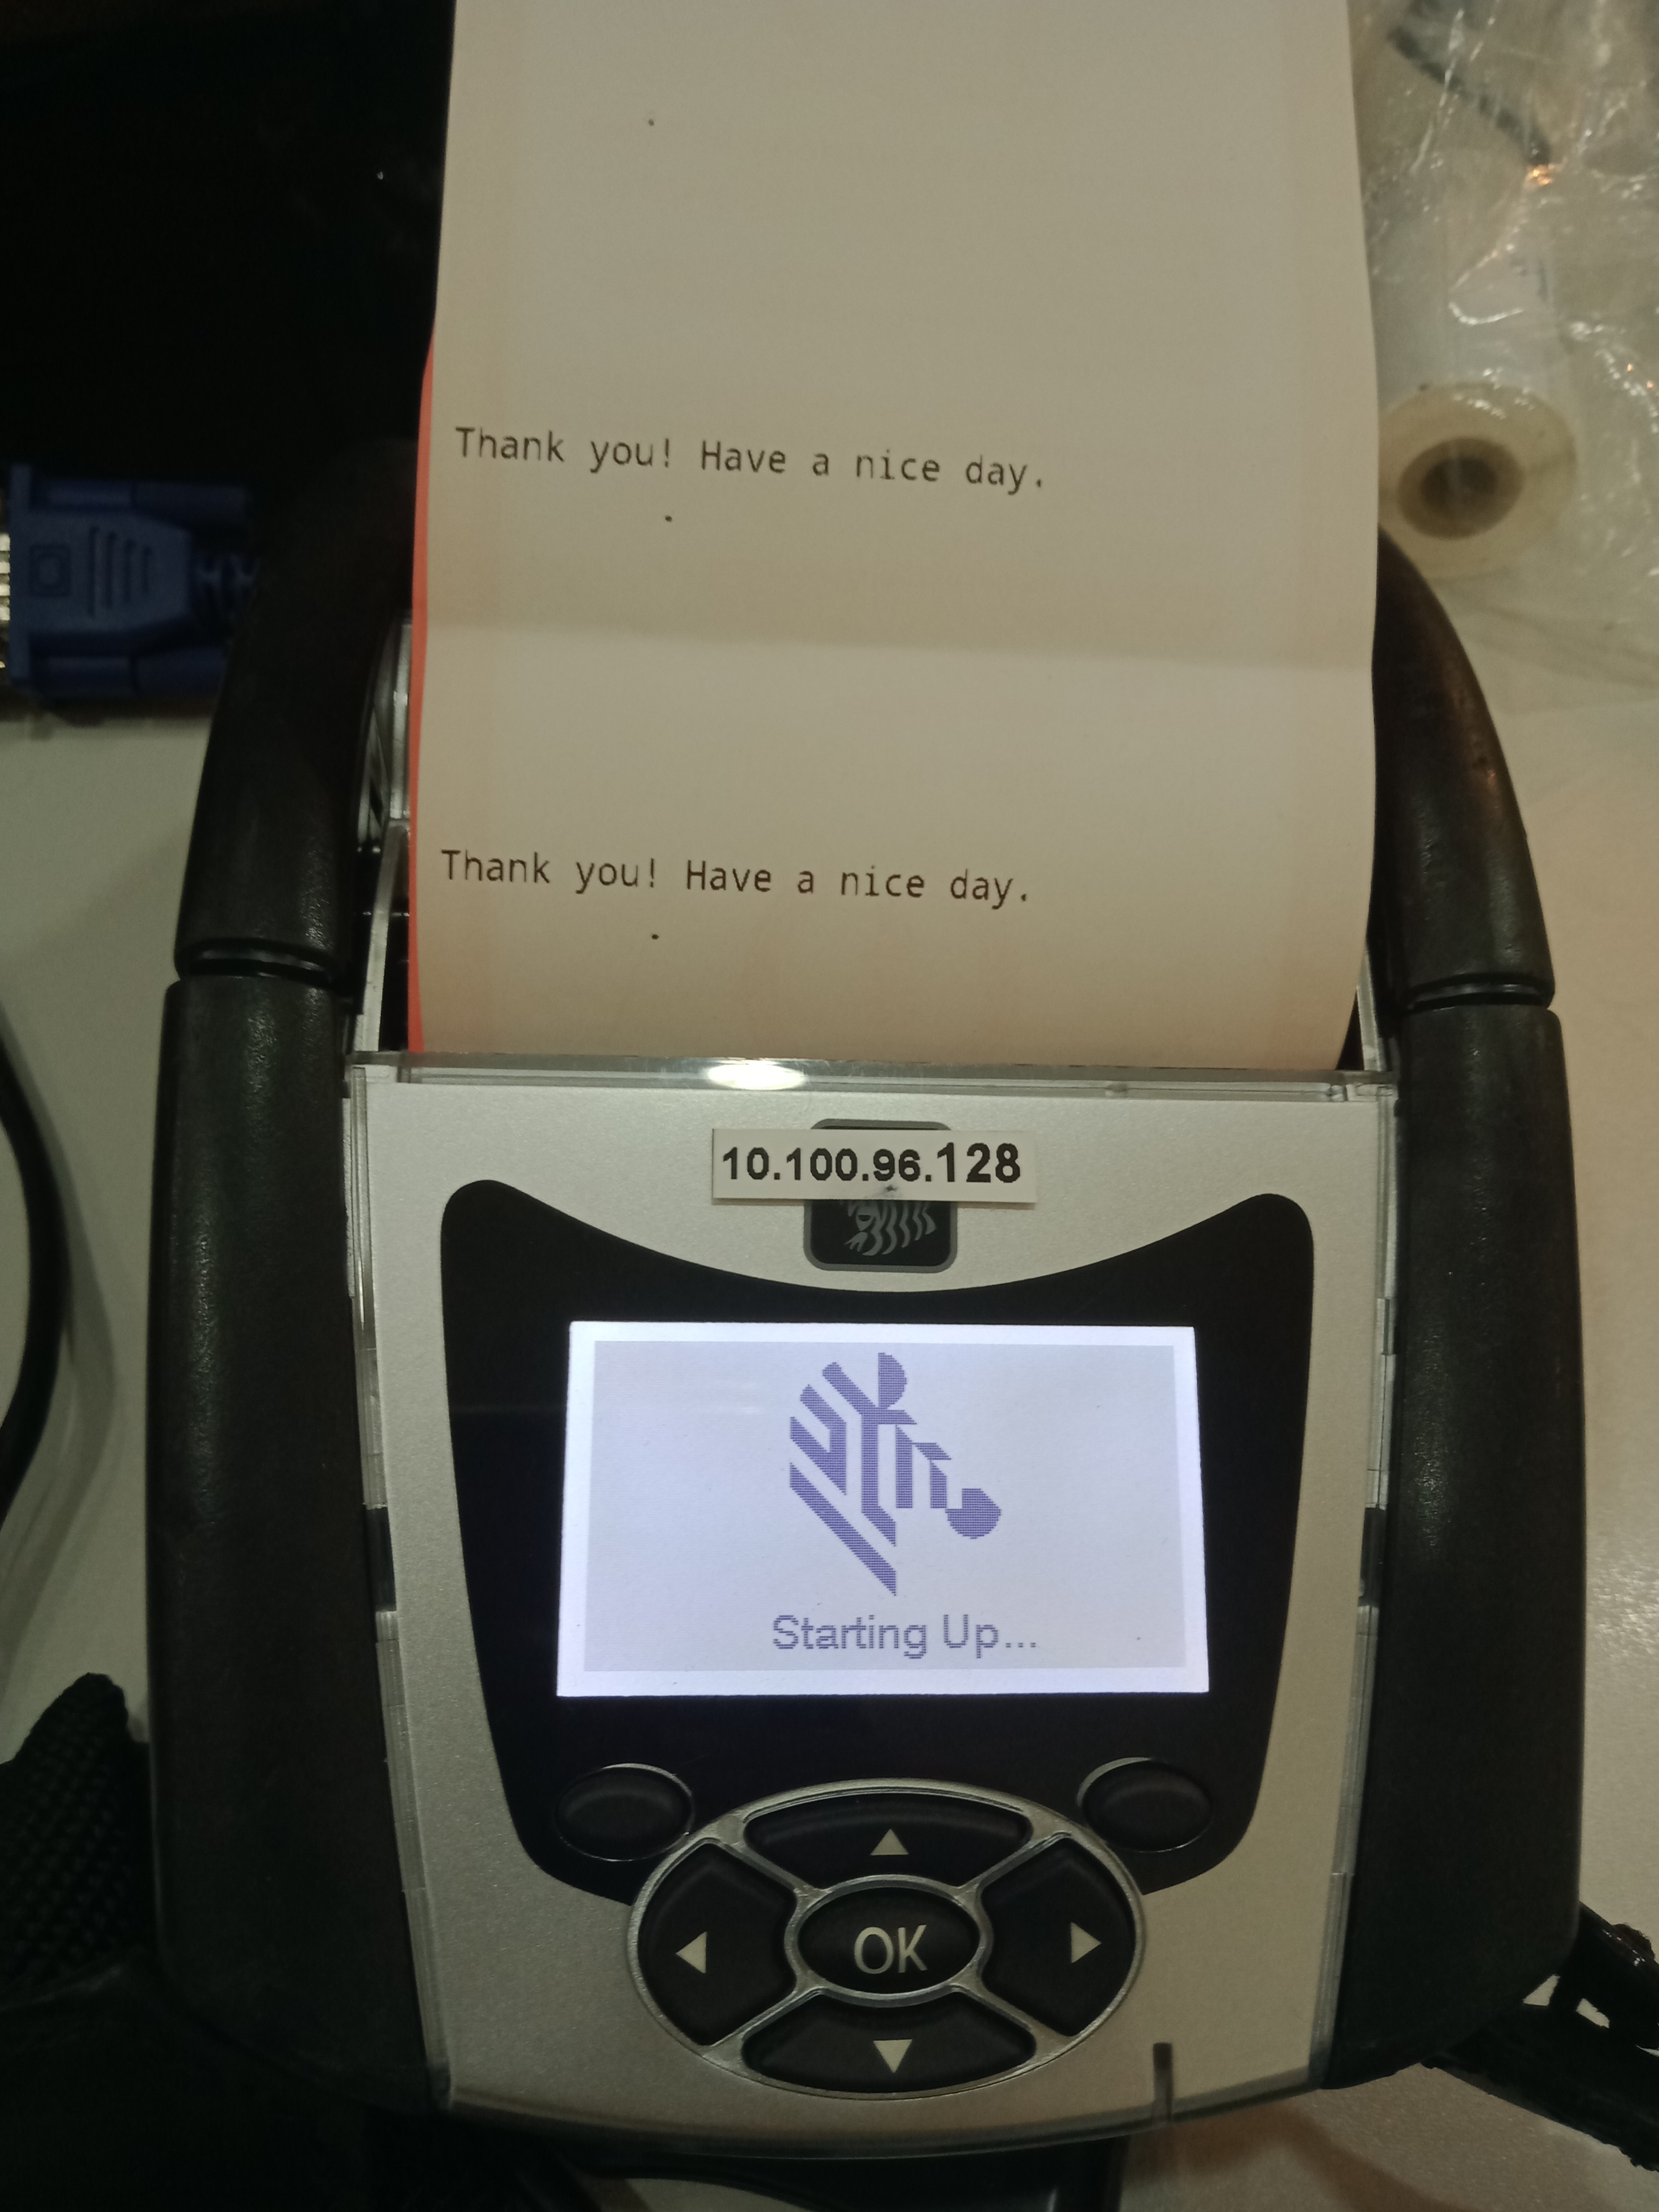 Thank you! Have a nice day.
Thank you! Have a nice day.
10.100.96.128
Starting Up...
OK